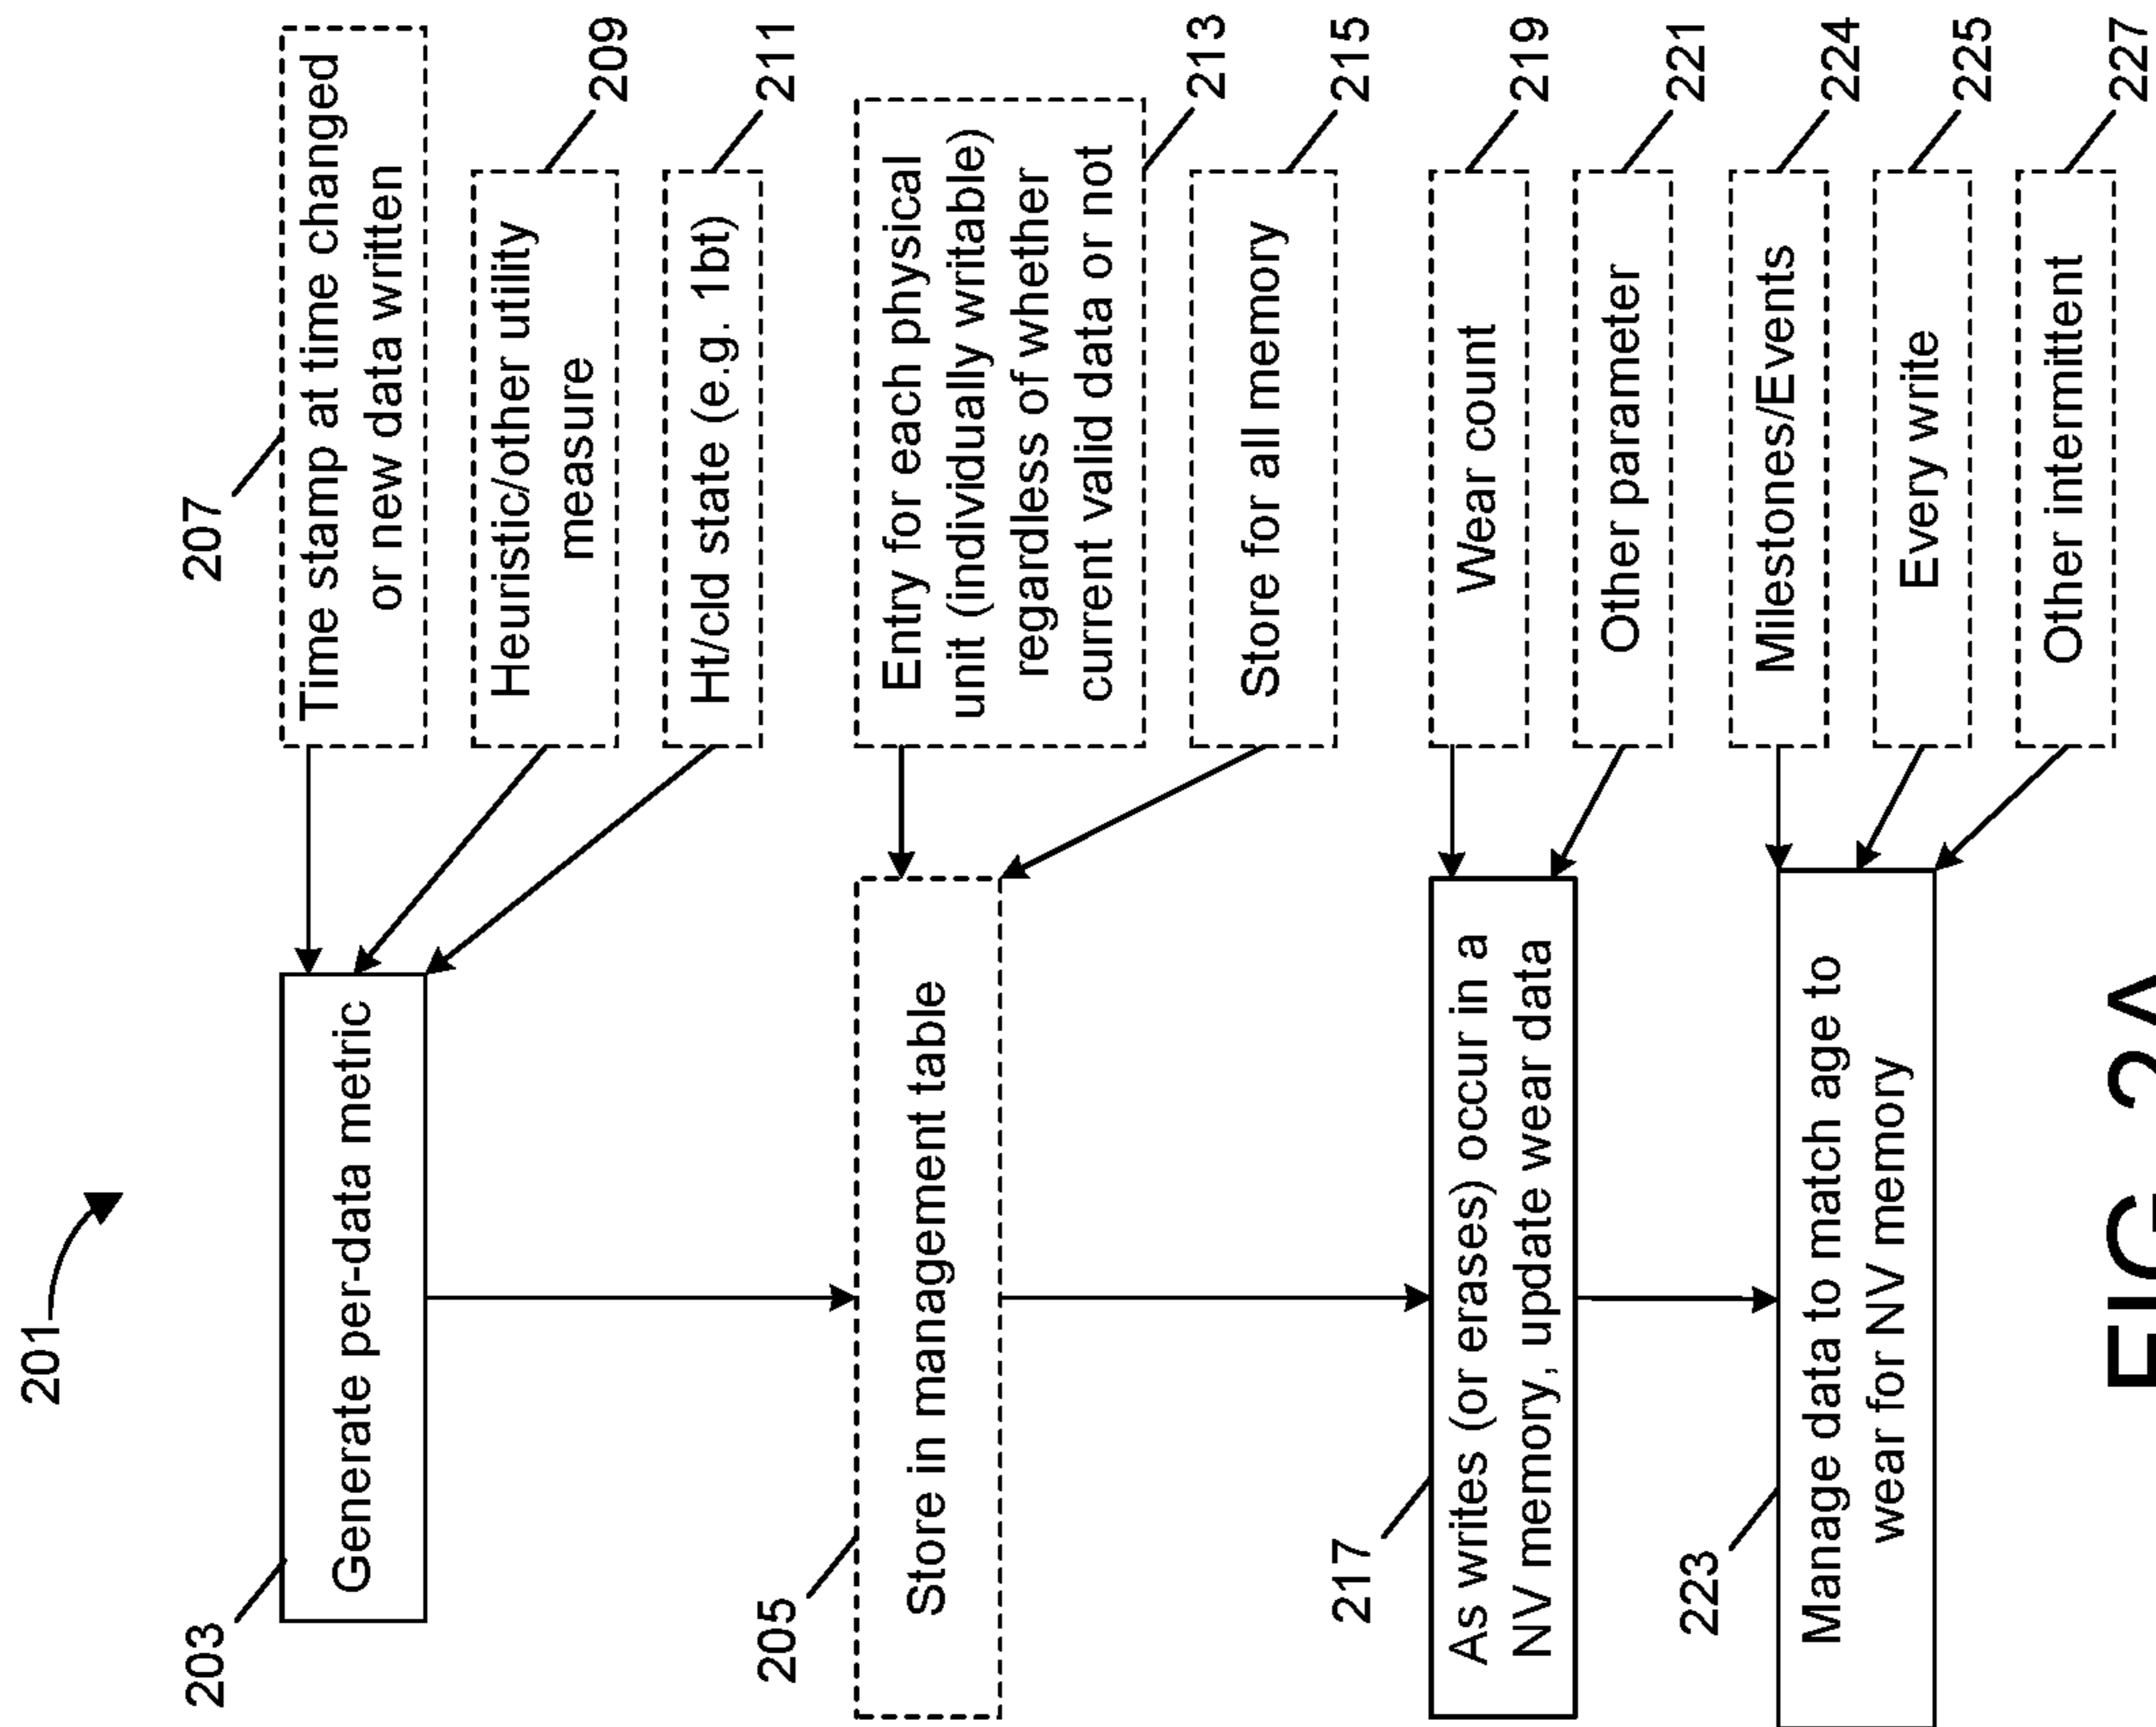 201
203
Generate per-data metric
207
Time stamp at time changed
or new data written
Heuristic/other utility
measure
209
Ht/cld state (e.g. 1bt)
211
205
Store in management table
Entry for each physical
unit (individually writable)
regardless of whether
current valid data or not
213
Store for all memory
215
217
As writes (or erases) occur in a
NV memory, update wear data
Wear count
219
Other parameter
221
223
Manage data to match age to
wear for NV memory
Milestones/Events
224
Every write
225
Other intermittent
227
FIG. 2A